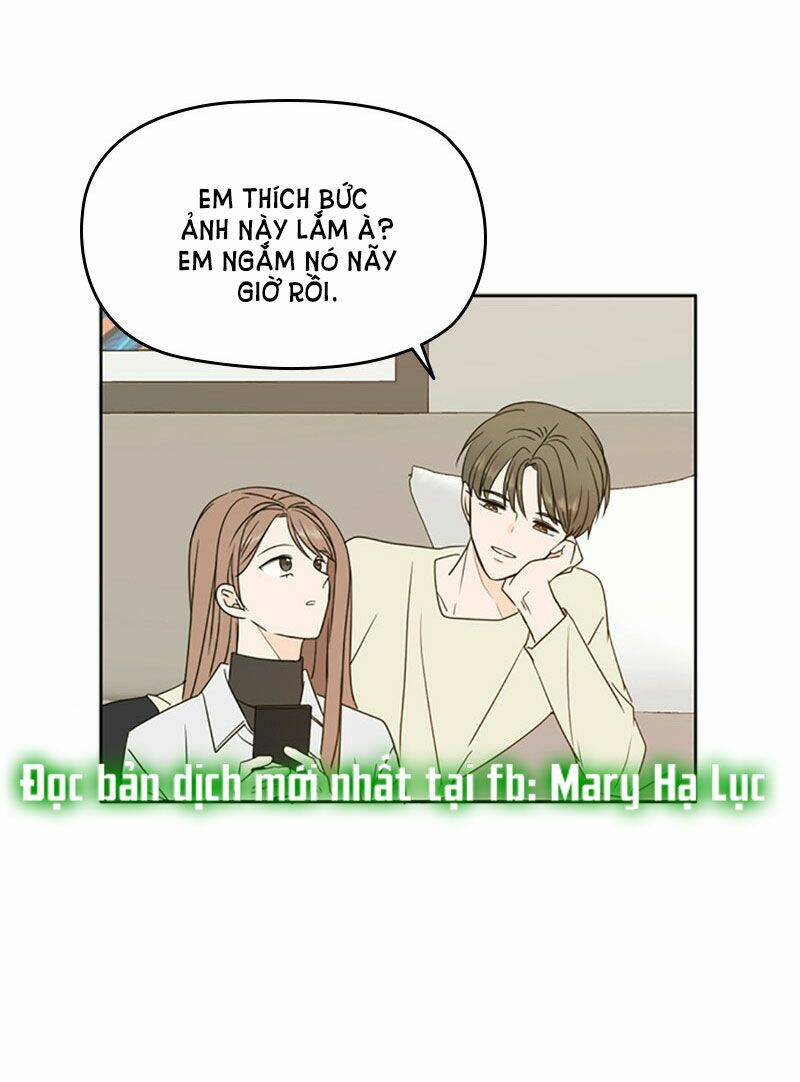 EM THÍCH BỨC
ẢNH NÀY LẮM À?
EM NGẮM NÓ NÃY
GIỜ RỒI.
Đọc bản dịch mới nhất tại fb: Mary Hạ Lục